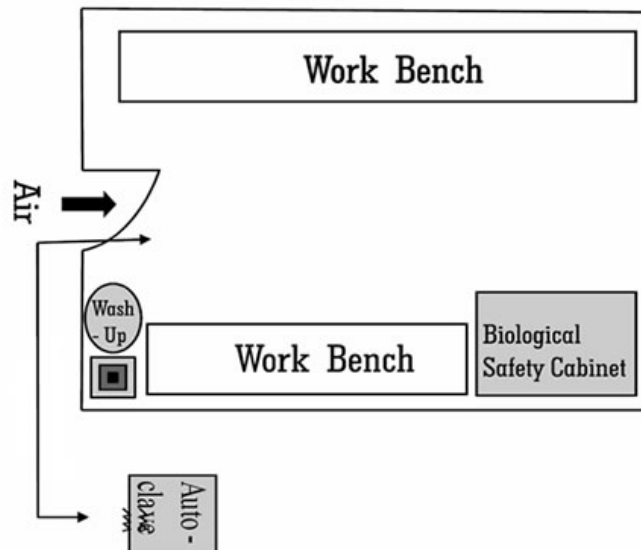 Work Bench
Air
Wash
- Up
Work Bench
Biological
Safety Cabinet
Auto -
clave